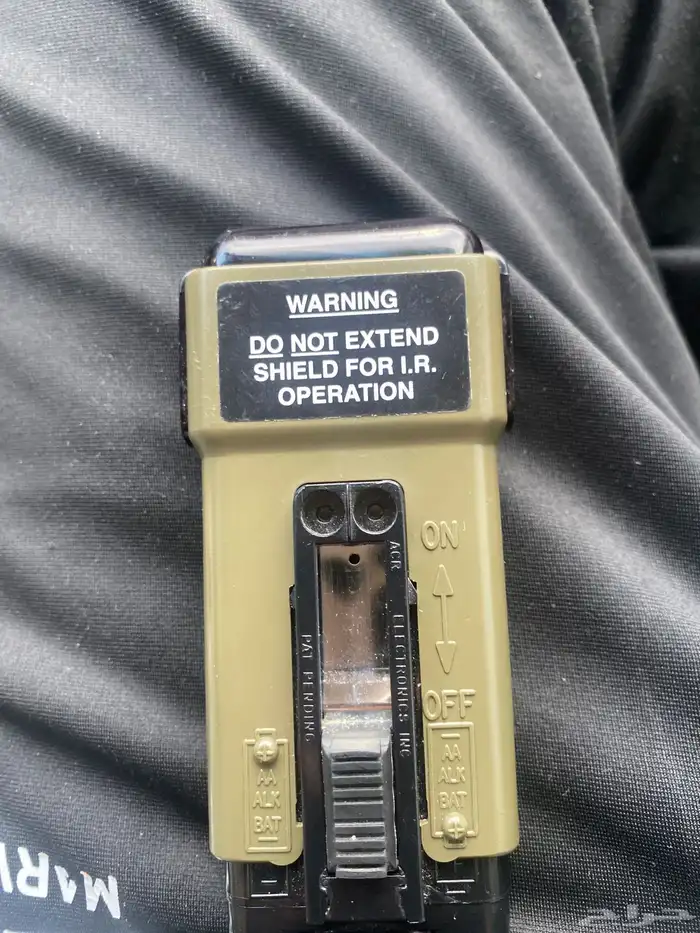 WARNING
DO NOT EXTEND
SHIELD FOR I.R.
OPERATION
ON
OFF
ACR ELECTRONICS INC
PAT PENDING
+
AA
ALK
BAT
-
-
AA
ALK
BAT
+
حراج